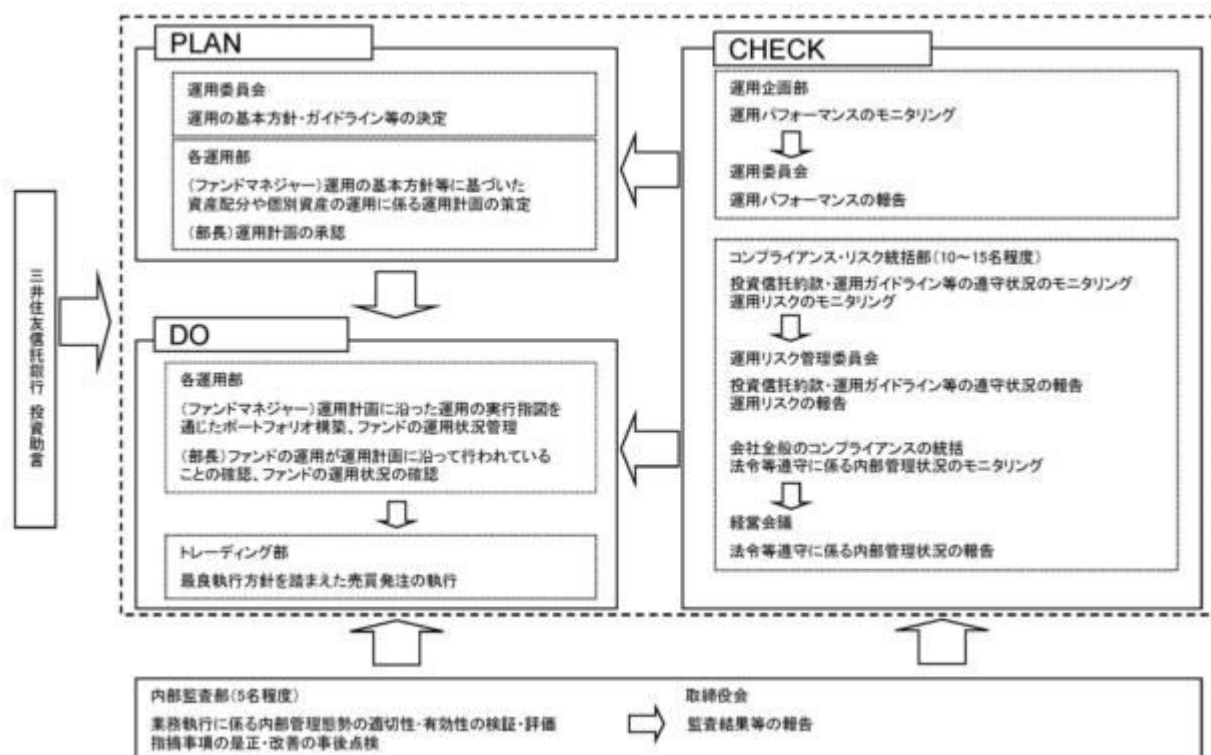 三井住友信託銀行 投資助言
PLAN
運用委員会
運用の基本方針・ガイドライン等の決定
各運用部
(ファンドマネジャー)運用の基本方針等に基づいた
資産配分や個別資産の運用に係る運用計画の策定
(部長)運用計画の承認
DO
各運用部
(ファンドマネジャー)運用計画に沿った運用の実行指図を
通じたポートフォリオ構築、ファンドの運用状況管理
(部長)ファンドの運用が運用計画に沿って行われている
ことの確認、ファンドの運用状況の確認
トレーディング部
最良執行方針を踏まえた売買発注の執行
CHECK
運用企画部
運用パフォーマンスのモニタリング
運用委員会
運用パフォーマンスの報告
コンプライアンス・リスク統括部(10～15名程度)
投資信託約款・運用ガイドライン等の遵守状況のモニタリング
運用リスクのモニタリング
運用リスク管理委員会
投資信託約款・運用ガイドライン等の遵守状況の報告
運用リスクの報告
会社全般のコンプライアンスの統括
法令等遵守に係る内部管理状況のモニタリング
経営会議
法令等遵守に係る内部管理状況の報告
内部監査部(5名程度)
業務執行に係る内部管理態勢の適切性・有効性の検証・評価
指摘事項の是正・改善の事後点検
取締役会
監査結果等の報告